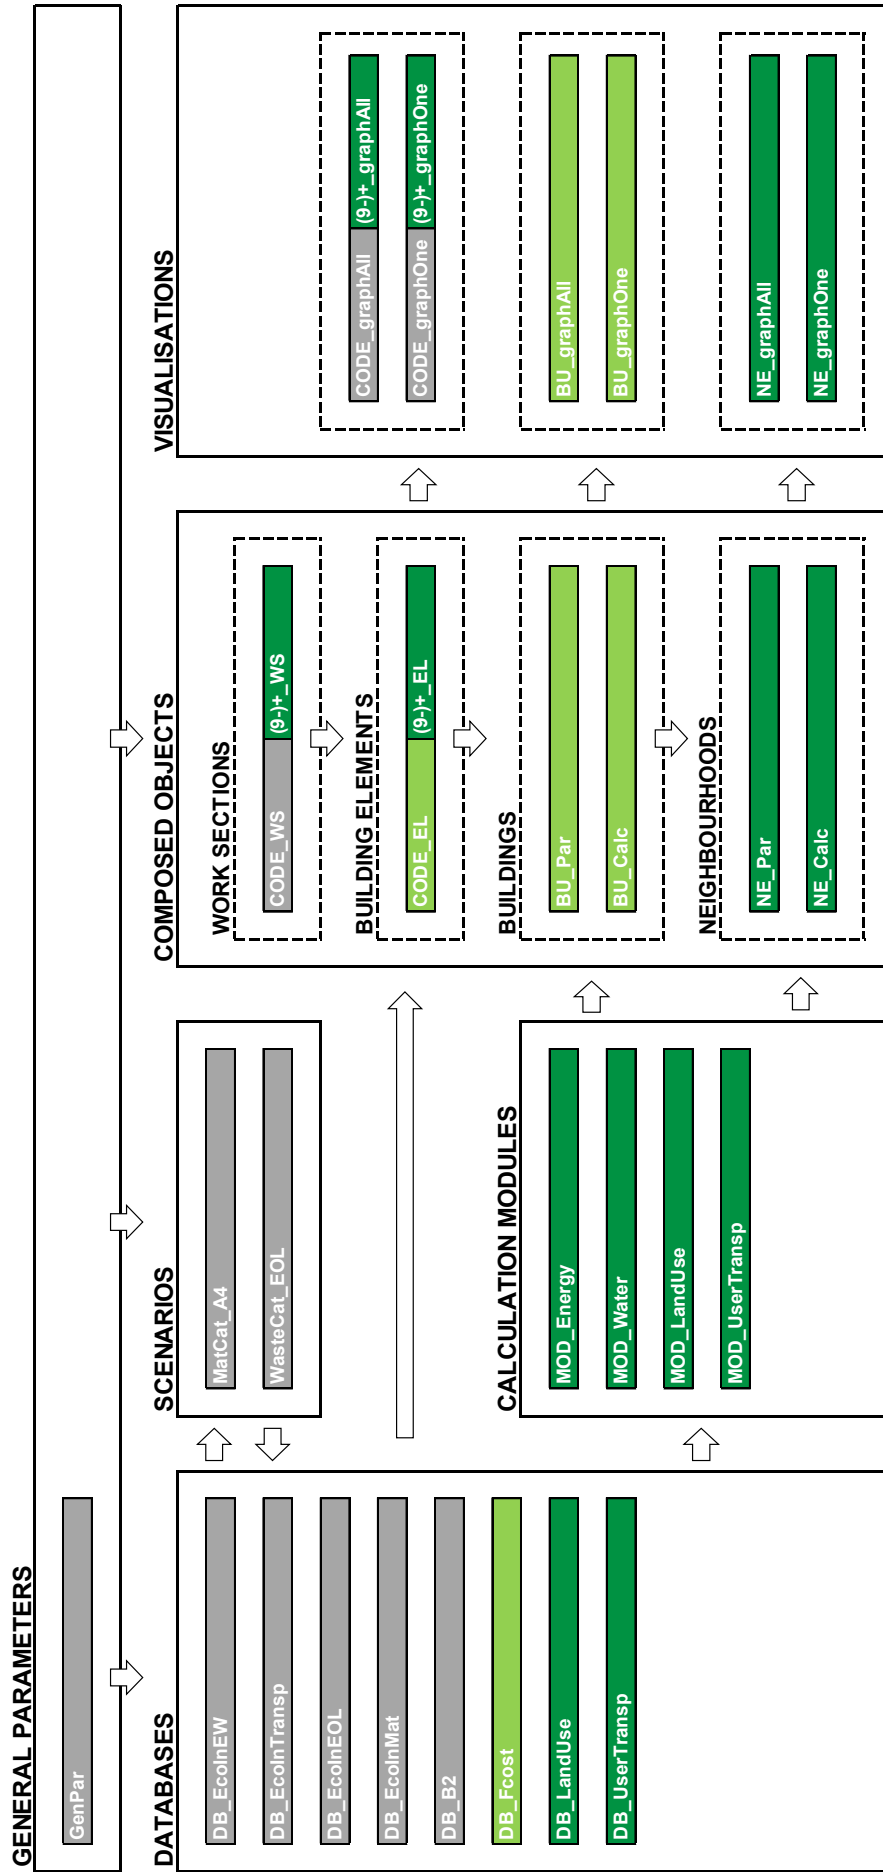 GENERAL PARAMETERS
GenPar
DATABASES
DB_EcoInEW
DB_EcoInTransp
DB_EcoInEOL
DB_EcoInMat
DB_B2
DB_Fcost
DB_LandUse
DB_UserTransp
SCENARIOS
MatCat_A4
WasteCat_EOL
CALCULATION MODULES
MOD_Energy
MOD_Water
MOD_LandUse
MOD_UserTransp
COMPOSED OBJECTS
WORK SECTIONS
CODE_WS (9-)+_WS
BUILDING ELEMENTS
CODE_EL (9-)+_EL
BUILDINGS
BU_Par
BU_Calc
NEIGHBOURHOODS
NE_Par
NE_Calc
VISUALISATIONS
CODE_graphAll (9-)+_graphAll
CODE_graphOne (9-)+_graphOne
BU_graphAll
BU_graphOne
NE_graphAll
NE_graphOne